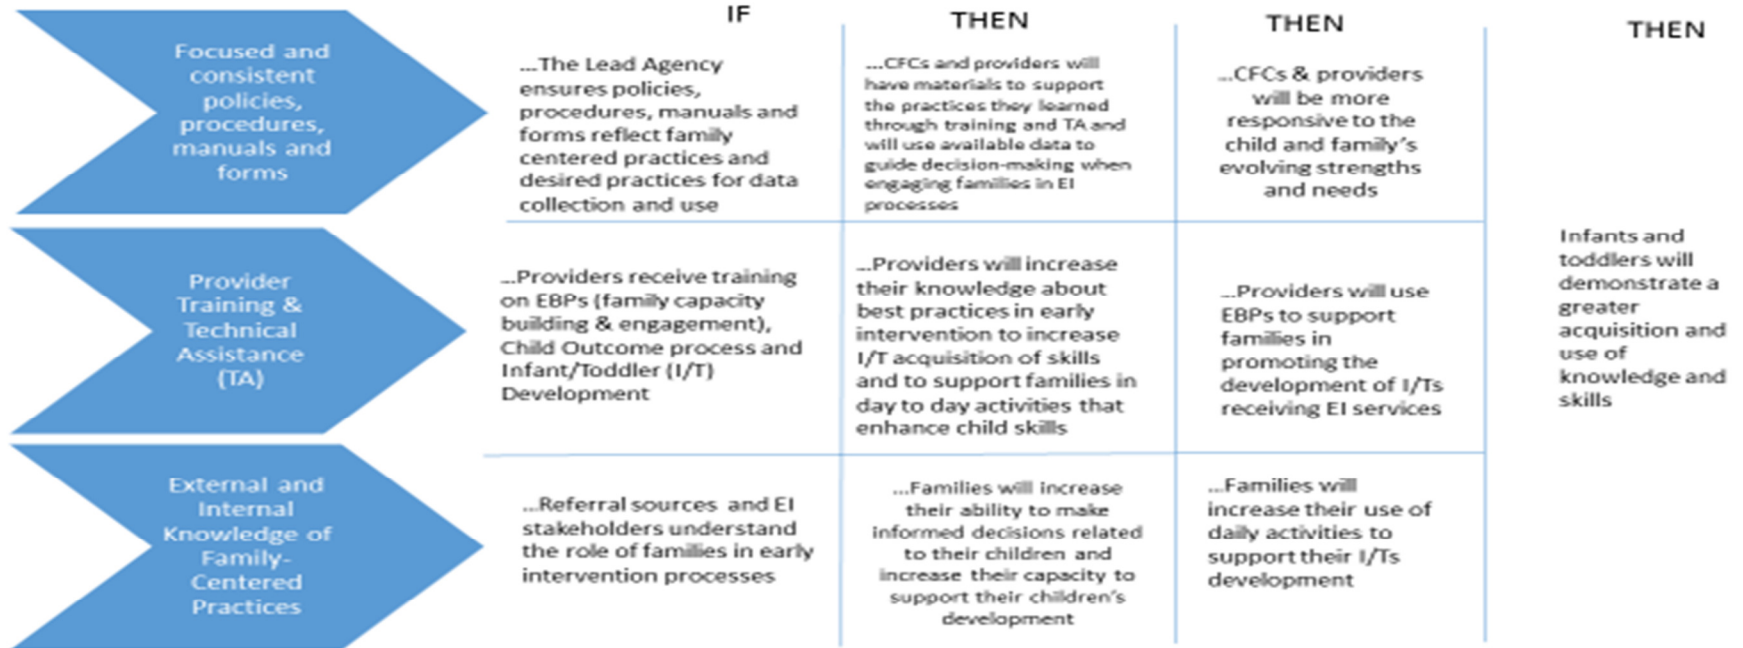 IF
THEN
THEN
THEN
Focused and
consistent
policies,
procedures,
manuals and
forms
...The Lead Agency
ensures policies,
procedures, manuals and
forms reflect family
centered practices and
desired practices for data
collection and use
...CFCs and providers will
have materials to support
the practices they learned
through training and TA and
will use available data to
guide decision-making when
engaging families in EI
processes
...CFCs & providers
will be more
responsive to the
child and family's
evolving strengths
and needs
Provider
Training &
Technical
Assistance
(TA)
...Providers receive training
on EBPs (family capacity
building & engagement),
Child Outcome process and
Infant/Toddler (I/T)
Development
...Providers will increase
their knowledge about
best practices in early
intervention to increase
I/T acquisition of skills
and to support families in
day to day activities that
enhance child skills
...Providers will use
EBPs to support
families in
promoting the
development of I/Ts
receiving EI services
Infants and
toddlers will
demonstrate a
greater
acquisition and
use of
knowledge and
skills
External and
Internal
Knowledge of
Family-
Centered
Practices
...Referral sources and EI
stakeholders understand
the role of families in early
intervention processes
...Families will increase
their ability to make
informed decisions related
to their children and
increase their capacity to
support their children's
development
...Families will
increase their use of
daily activities to
support their I/Ts
development